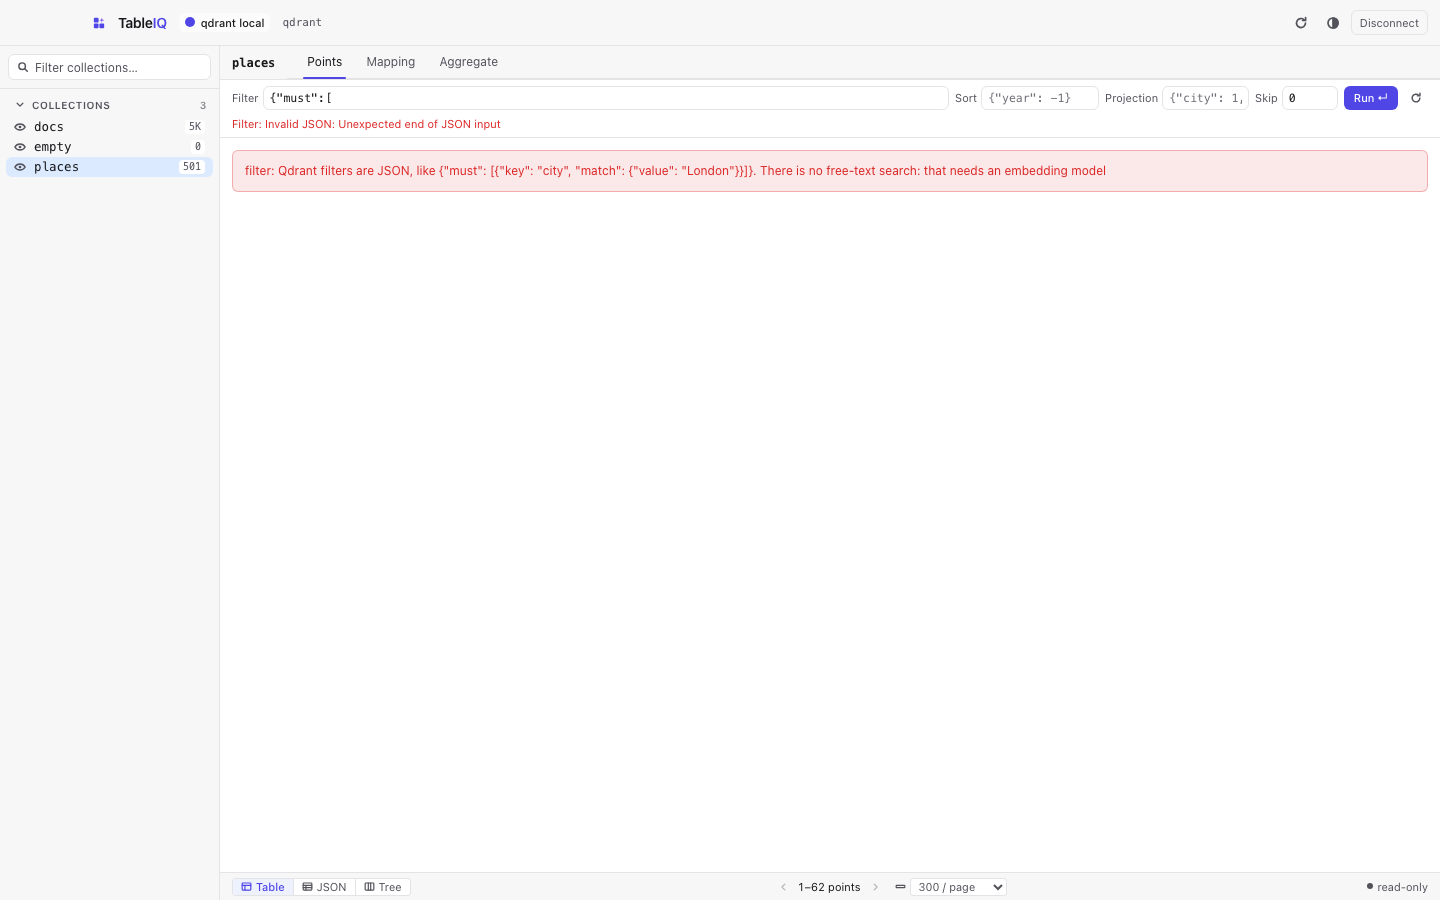 TableIQ qdrant local qdrant Disconnect
Filter collections...
COLLECTIONS 3
docs 5K
empty 0
places 501
places Points Mapping Aggregate
Filter {"must":[ Sort {"year": −1} Projection {"city": 1, Skip 0 Run ↵
Filter: Invalid JSON: Unexpected end of JSON input
filter: Qdrant filters are JSON, like {"must": [{"key": "city", "match": {"value": "London"}}]}. There is no free-text search: that needs an embedding model
Table JSON Tree 1–62 points 300 / page read-only